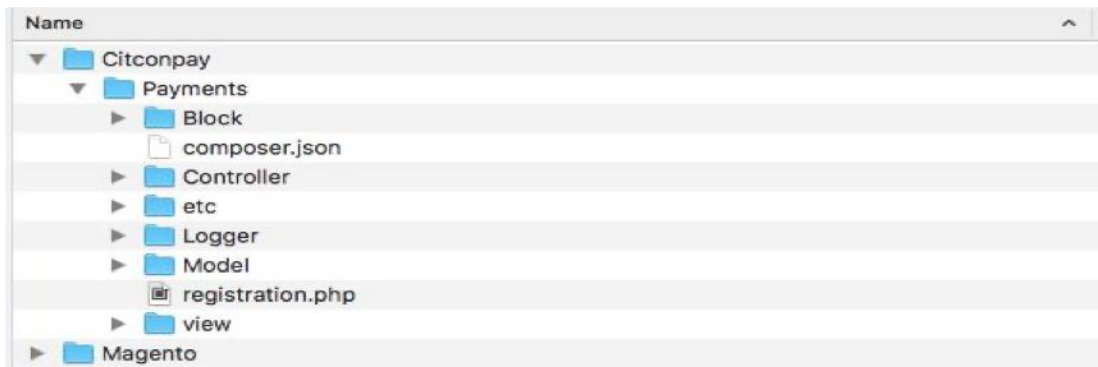 Name
Citconpay
Payments
Block
composer.json
Controller
etc
Logger
Model
registration.php
view
Magento